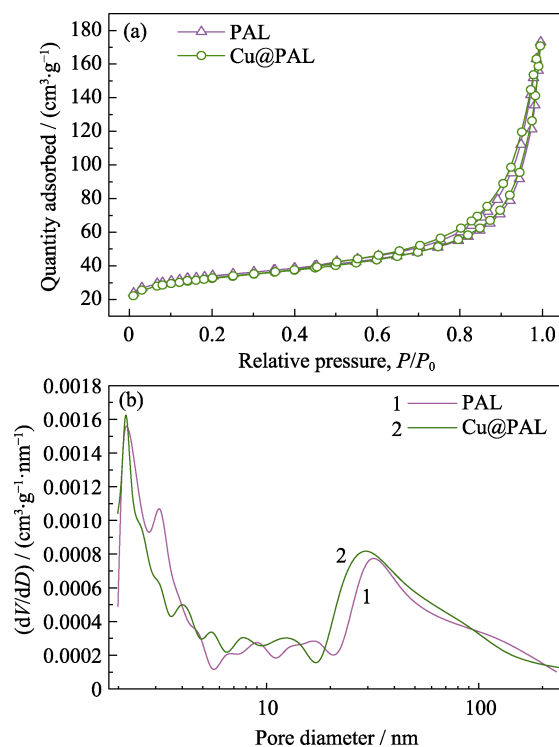 (a)
PAL
Cu@PAL
Quantity adsorbed / (cm³·g⁻¹)
180
160
140
120
100
80
60
40
20
0
0.2
0.4
0.6
0.8
1.0
Relative pressure, P/P₀
(b)
1 PAL
2 Cu@PAL
(dV/dD) / (cm³·g⁻¹·nm⁻¹)
0.0018
0.0016
0.0014
0.0012
0.0010
0.0008
0.0006
0.0004
0.0002
0
2
1
10
100
Pore diameter / nm